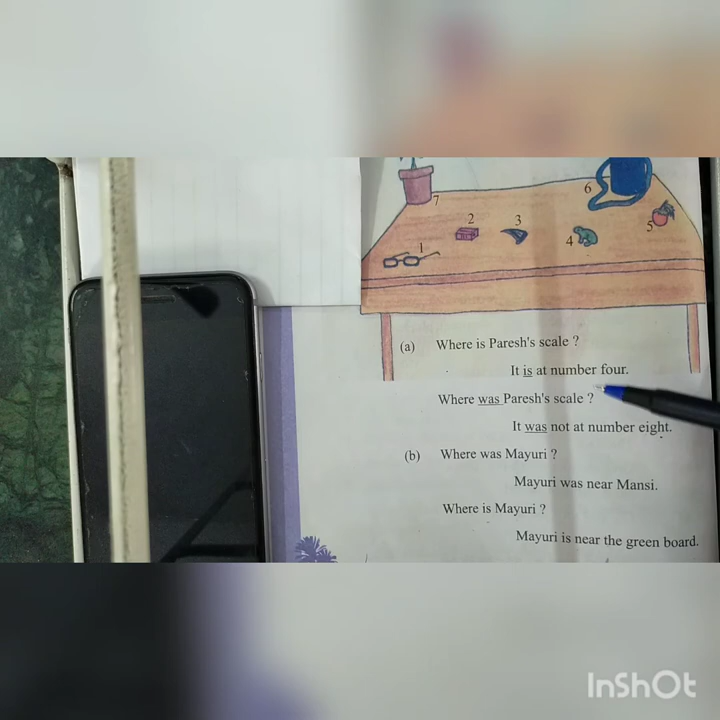 7
6
2
3
5
1
4
(a) Where is Paresh's scale ?
It is at number four.
Where was Paresh's scale ?
It was not at number eight.
(b) Where was Mayuri ?
Mayuri was near Mansi.
Where is Mayuri ?
Mayuri is near the green board.
InShOt